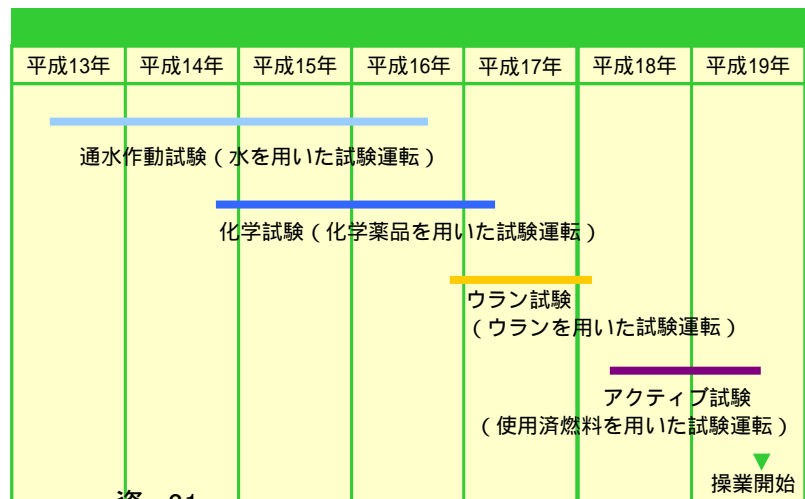 平成13年 平成14年 平成15年 平成16年 平成17年 平成18年 平成19年
通水作動試験(水を用いた試験運転)
化学試験(化学薬品を用いた試験運転)
ウラン試験
(ウランを用いた試験運転)
アクティブ試験
(使用済燃料を用いた試験運転)
▼
操業開始